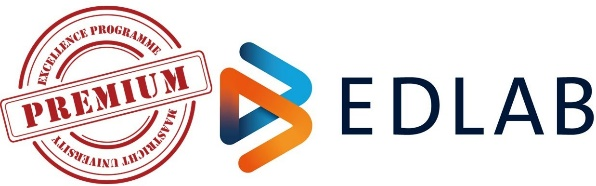 EXCELLENCE PROGRAMME
PREMIUM
MAASTRICHT UNIVERSITY
EDLAB